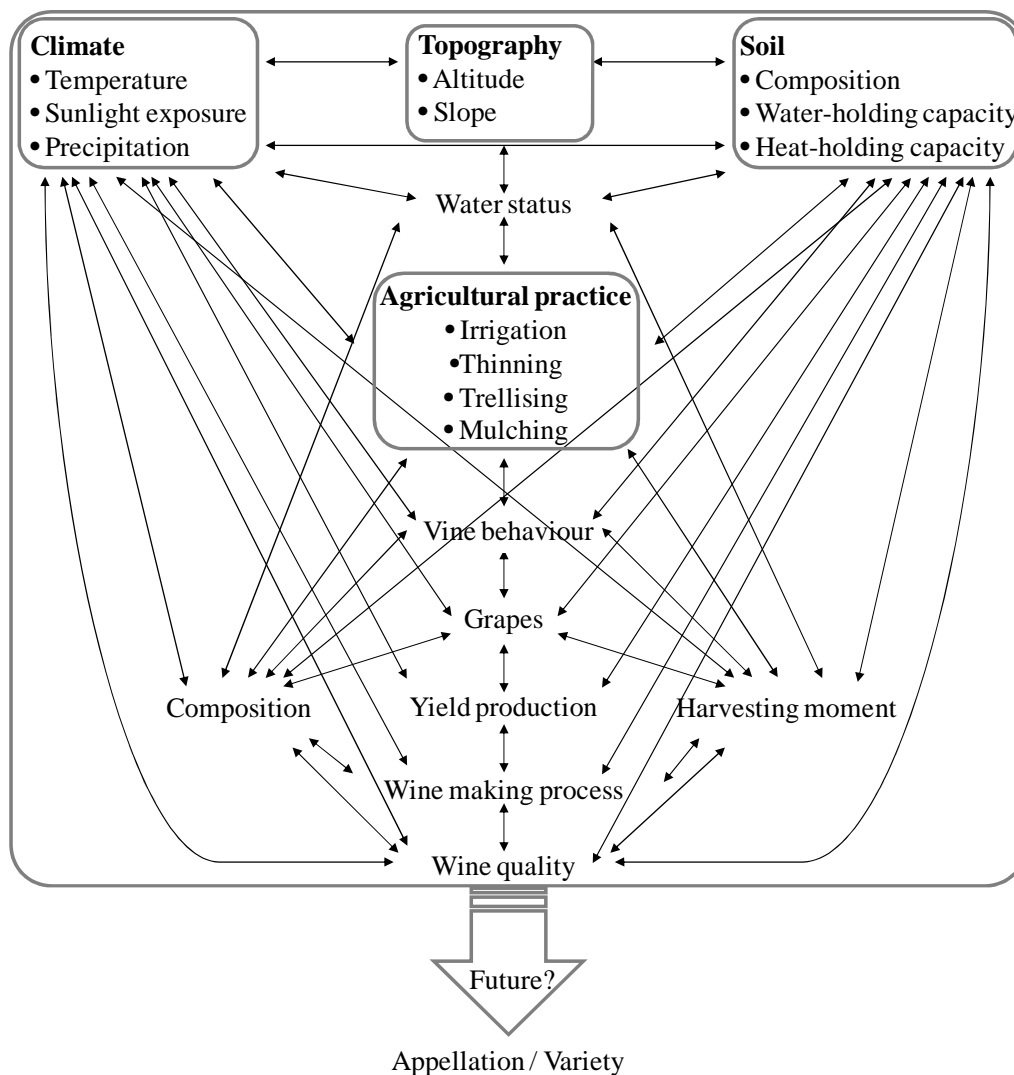 Climate
• Temperature
• Sunlight exposure
• Precipitation
Topography
• Altitude
• Slope
Soil
• Composition
• Water-holding capacity
• Heat-holding capacity
Water status
Agricultural practice
• Irrigation
• Thinning
• Trellising
• Mulching
Vine behaviour
Grapes
Composition
Yield production
Harvesting moment
Wine making process
Wine quality
Future?
Appellation / Variety